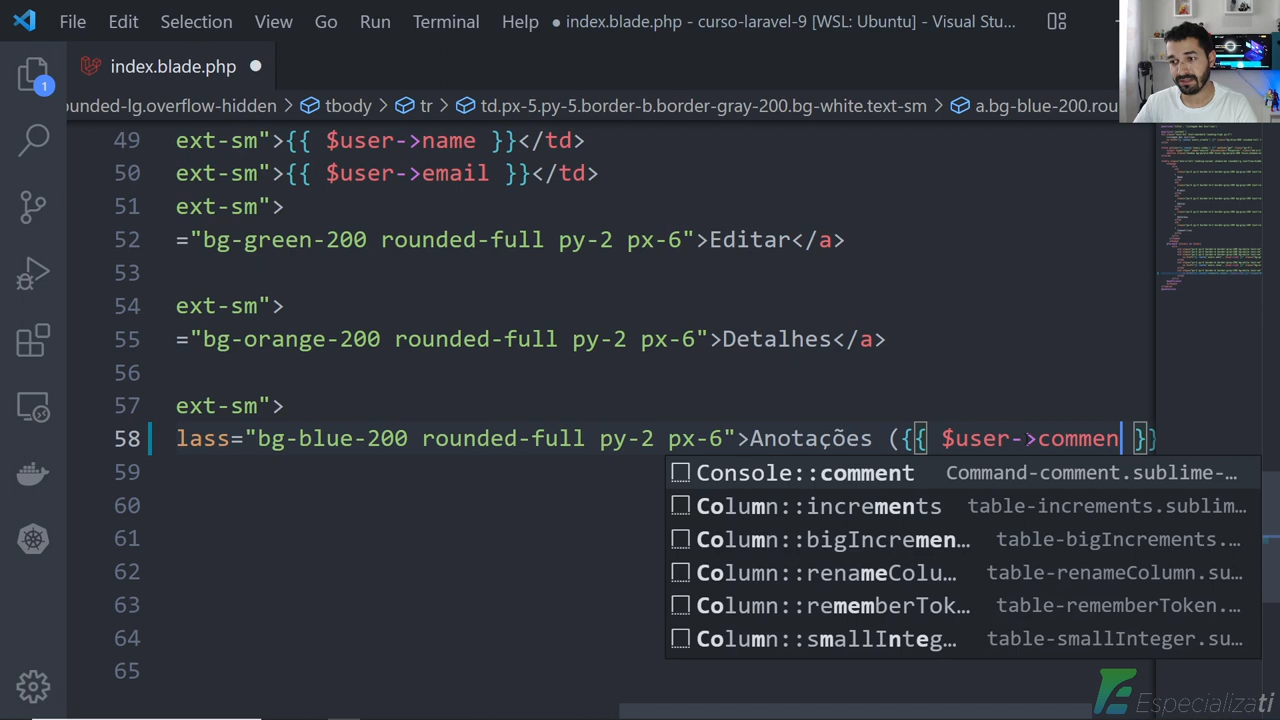 File Edit Selection View Go Run Terminal Help ● index.blade.php - curso-laravel-9 [WSL: Ubuntu] - Visual Stu...
1
index.blade.php ●
ounded-lg.overflow-hidden > tbody > tr > td.px-5.py-5.border-b.border-gray-200.bg-white.text-sm > a.bg-blue-200.rou
49 ext-sm">{{ $user->name }}</td>
50 ext-sm">{{ $user->email }}</td>
51 ext-sm">
52 ="bg-green-200 rounded-full py-2 px-6">Editar</a>
53
54 ext-sm">
55 ="bg-orange-200 rounded-full py-2 px-6">Detalhes</a>
56
57 ext-sm">
58 lass="bg-blue-200 rounded-full py-2 px-6">Anotações ({{ $user->commen }}
59
Console::comment Command-comment.sublime-...
60
Column::increments table-increments.sublim...
61
Column::bigIncremen... table-bigIncrements....
62
Column::renameColu... table-renameColumn.su...
63
Column::rememberTok... table-rememberToken....
64
Column::smallInteg... table-smallInteger.su...
65
Especializati